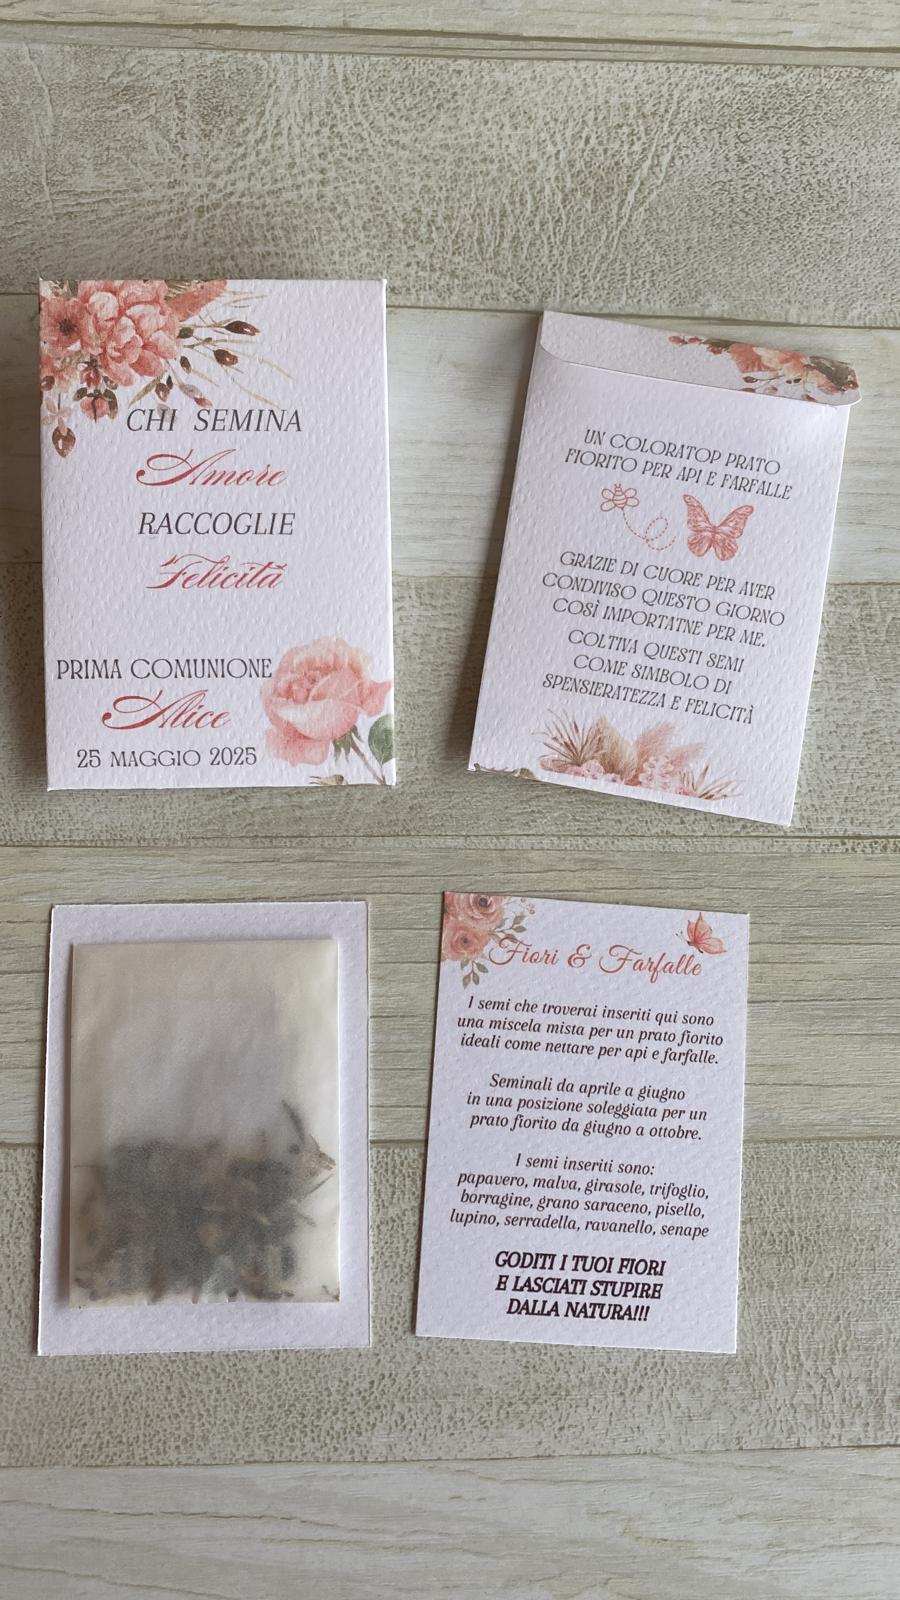 CHI SEMINA
Amore
RACCOGLIE
Felicità
PRIMA COMUNIONE
Alice
25 MAGGIO 2025
UN COLORATOP PRATO
FIORITO PER API E FARFALLE
GRAZIE DI CUORE PER AVER
CONDIVISO QUESTO GIORNO
COSÌ IMPORTATNE PER ME.
COLTIVA QUESTI SEMI
COME SIMBOLO DI
SPENSIERATEZZA E FELICITÀ
Fiori & Farfalle
I semi che troverai inseriti qui sono
una miscela mista per un prato fiorito
ideali come nettare per api e farfalle.
Seminali da aprile a giugno
in una posizione soleggiata per un
prato fiorito da giugno a ottobre.
I semi inseriti sono:
papavero, malva, girasole, trifoglio,
borragine, grano saraceno, pisello,
lupino, serradella, ravanello, senape
GODITI I TUOI FIORI
E LASCIATI STUPIRE
DALLA NATURA!!!